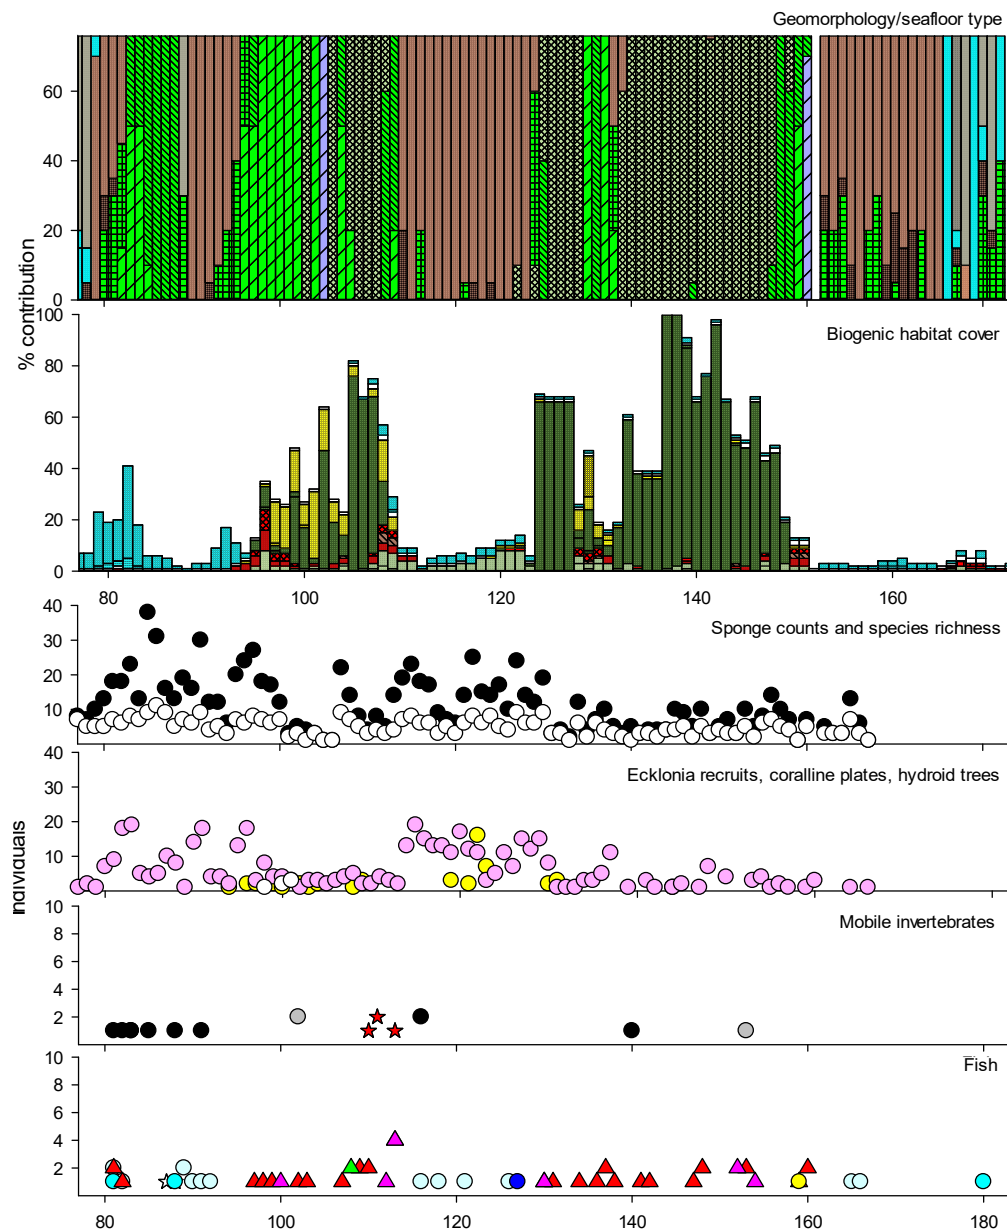 Geomorphology/seafloor type
60
40
20
0
% contribution
100
Biogenic habitat cover
80
60
40
20
0
80 100 120 140 160
40
Sponge counts and species richness
30
20
10
40
Ecklonia recruits, coralline plates, hydroid trees
30
20
10
Individuals
10
Mobile invertebrates
8
6
4
2
10
Fish
8
6
4
2
80 100 120 140 160 180